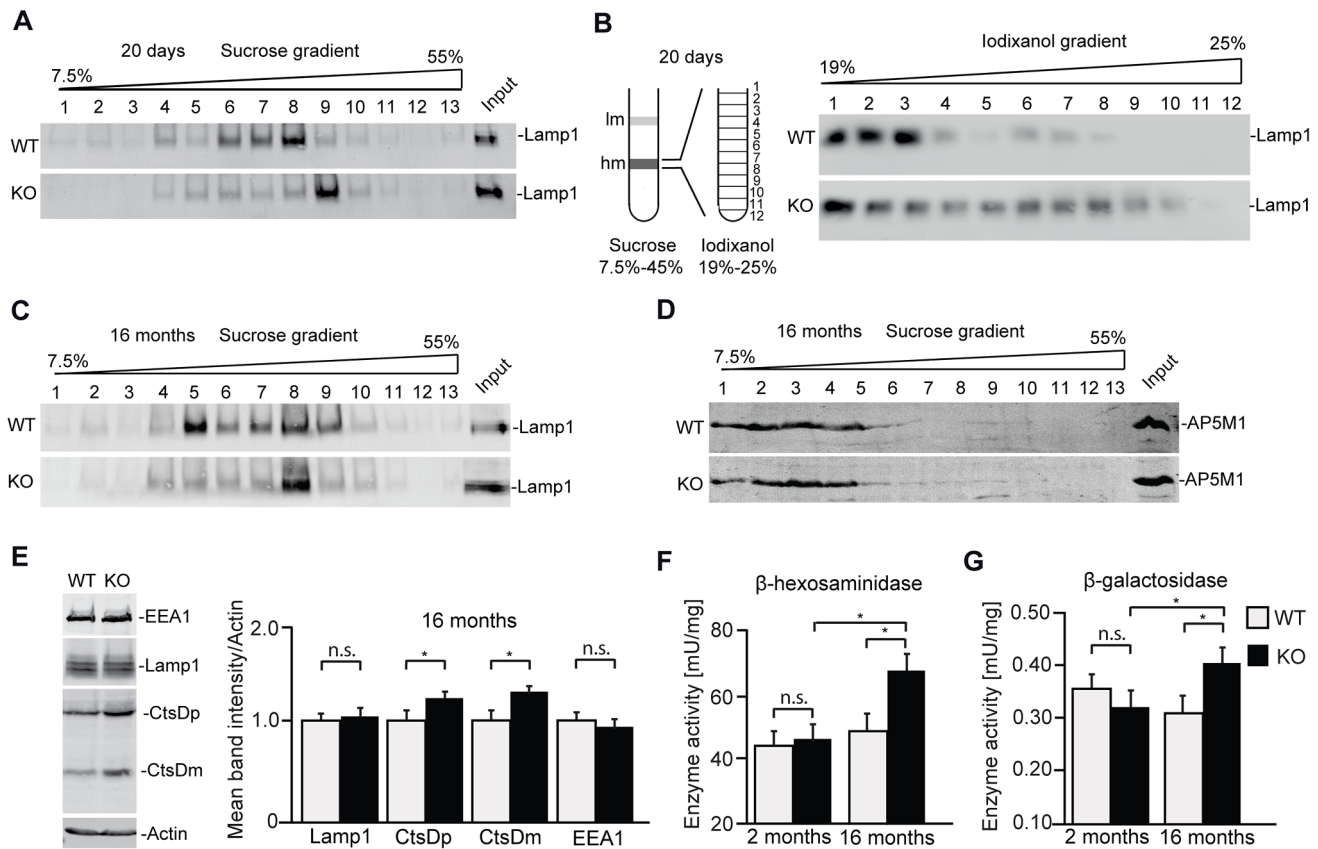 A
20 days Sucrose gradient
7.5% 55%
1 2 3 4 5 6 7 8 9 10 11 12 13 Input
WT -Lamp1
KO -Lamp1
B
20 days
lm
hm
1
2
3
4
5
6
7
8
9
10
11
12
Sucrose Iodixanol
7.5%-45% 19%-25%
Iodixanol gradient
19% 25%
1 2 3 4 5 6 7 8 9 10 11 12
WT -Lamp1
KO -Lamp1
C
16 months Sucrose gradient
7.5% 55%
1 2 3 4 5 6 7 8 9 10 11 12 13 Input
WT -Lamp1
KO -Lamp1
D
16 months Sucrose gradient
7.5% 55%
1 2 3 4 5 6 7 8 9 10 11 12 13 Input
WT -AP5M1
KO -AP5M1
E
WT KO
-EEA1
-Lamp1
-CtsDp
-CtsDm
-Actin
16 months
Mean band intensity/Actin
2.0
1.0
0
n.s. * * n.s.
Lamp1 CtsDp CtsDm EEA1
F
β-hexosaminidase
Enzyme activity [mU/mg]
80
60
40
20
*
*
n.s.
2 months 16 months
G
β-galactosidase
Enzyme activity [mU/mg]
0.50
0.40
0.30
0.20
0.10
*
n.s. *
2 months 16 months
WT
KO